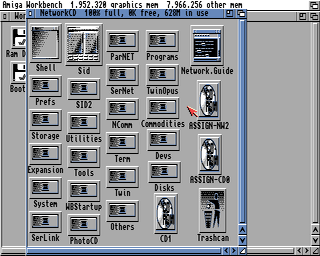 Amiga Workbench 1.952.320 graphics mem 7.966.256 other mem
Wor
NetworkCD 100% full, 0K free, 628M in use
Ram D
Boot
Shell
Sid
ParNET
Programs
Network.Guide
Prefs
SID2
SerNet
TwinOpus
Storage
Utilities
NComm
Commodities
ASSIGN-NW2
Expansion
Tools
Term
Devs
ASSIGN-CD0
System
WBStartup
Twin
Disks
SerLink
PhotoCD
Others
CD1
Trashcan